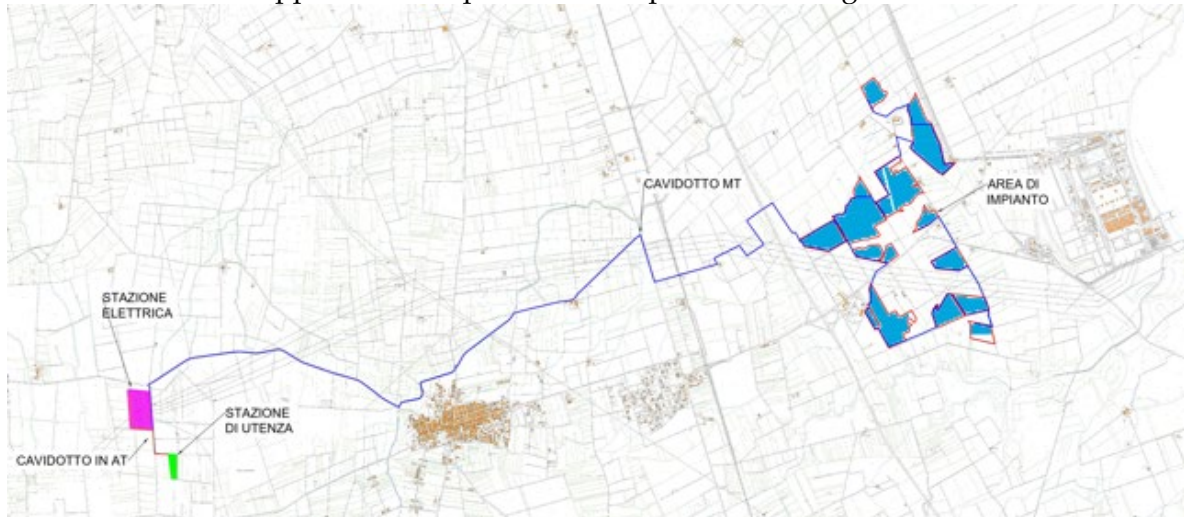 CAVIDOTTO MT
AREA DI
IMPIANTO
STAZIONE
ELETTRICA
STAZIONE
DI UTENZA
CAVIDOTTO IN AT